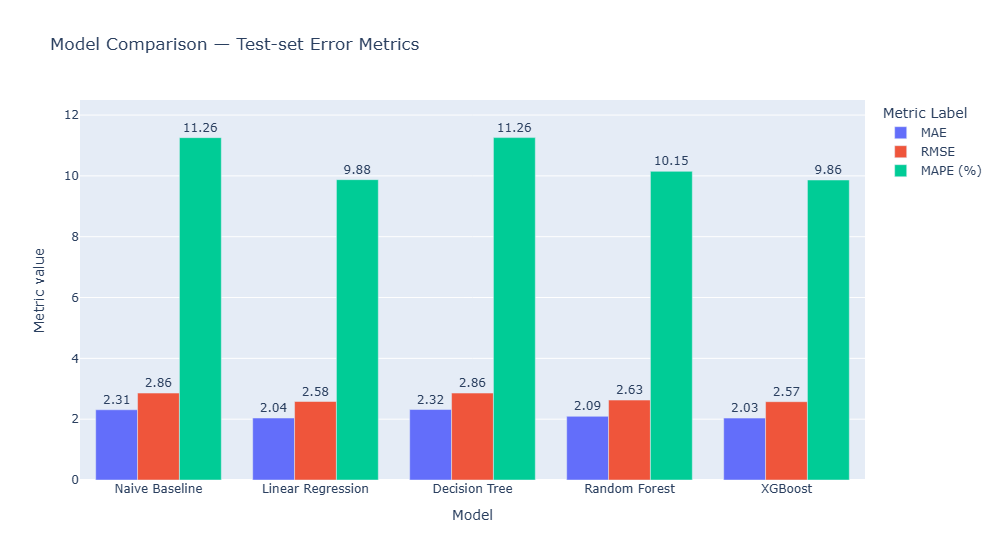 Model Comparison — Test-set Error Metrics
Metric Label
MAE
RMSE
MAPE (%)
Metric value
12
10
8
6
4
2
0
2.31 2.86 11.26
2.04 2.58 9.88
2.32 2.86 11.26
2.09 2.63 10.15
2.03 2.57 9.86
Naive Baseline Linear Regression Decision Tree Random Forest XGBoost
Model